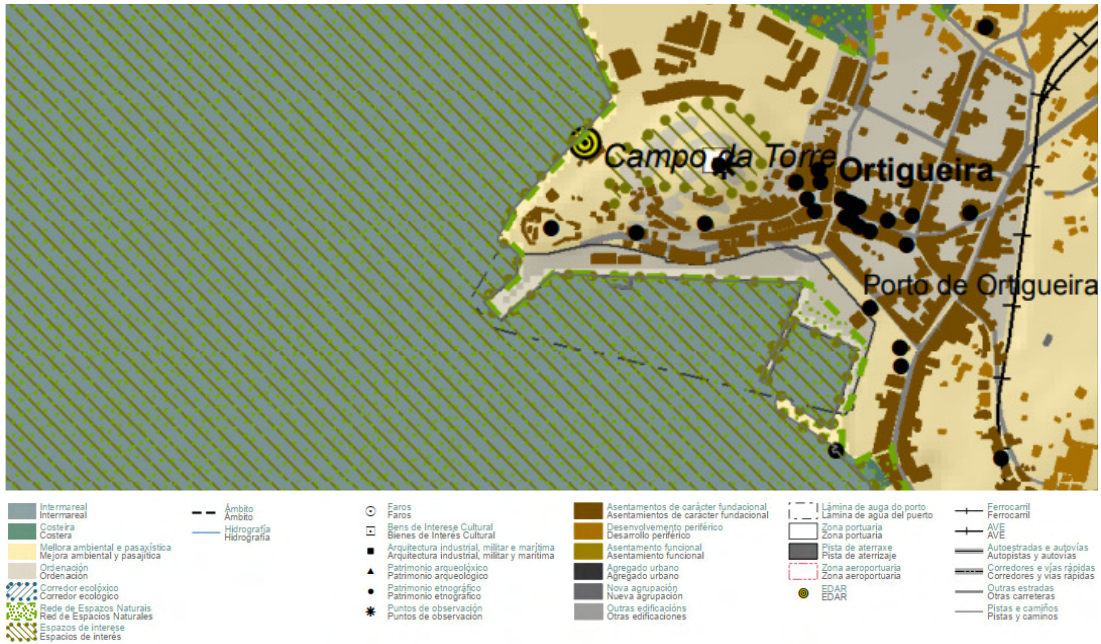 Campo da Torre
Ortigueira
Porto de Ortigueira
Intermareal
Intermareal
Costeira
Costera
Mellora ambiental e paisaxística
Mejora ambiental y pasajítica
Ordenación
Ordenación
Corredor ecolóxico
Corredor ecológico
Rede de Espazos Naturais
Red de Espacios Naturales
Espazos de interese
Espacios de interés
Ámbito
Ámbito
Hidrografía
Hidrografía
Faros
Faros
Bens de Interese Cultural
Bienes de Interés Cultural
Arquitectura industrial, militar e marítima
Arquitectura industrial, militar y marítima
Patrimonio arqueolóxico
Patrimonio arqueológico
Patrimonio etnográfico
Patrimonio etnográfico
Puntos de observación
Puntos de observación
Asentamentos de carácter fundacional
Asentamientos de carácter fundacional
Desenvolvemento periférico
Desarrollo periférico
Asentamento funcional
Asentamiento funcional
Agregado urbano
Agregado urbano
Nova agrupación
Nueva agrupación
Outras edificacións
Otras edificaciones
Lámina de auga do porto
Lámina de agua del puerto
Zona portuaria
Zona portuaria
Pista de aterraxe
Pista de aterrizaje
Zona aeroportuaria
Zona aeroportuaria
EDAR
EDAR
Ferrocarril
Ferrocarril
AVE
AVE
Autoestradas e autovías
Autopistas y autovías
Corredores e vías rápidas
Corredores y vías rápidas
Outras estradas
Otras carreteras
Pistas e camiños
Pistas y caminos